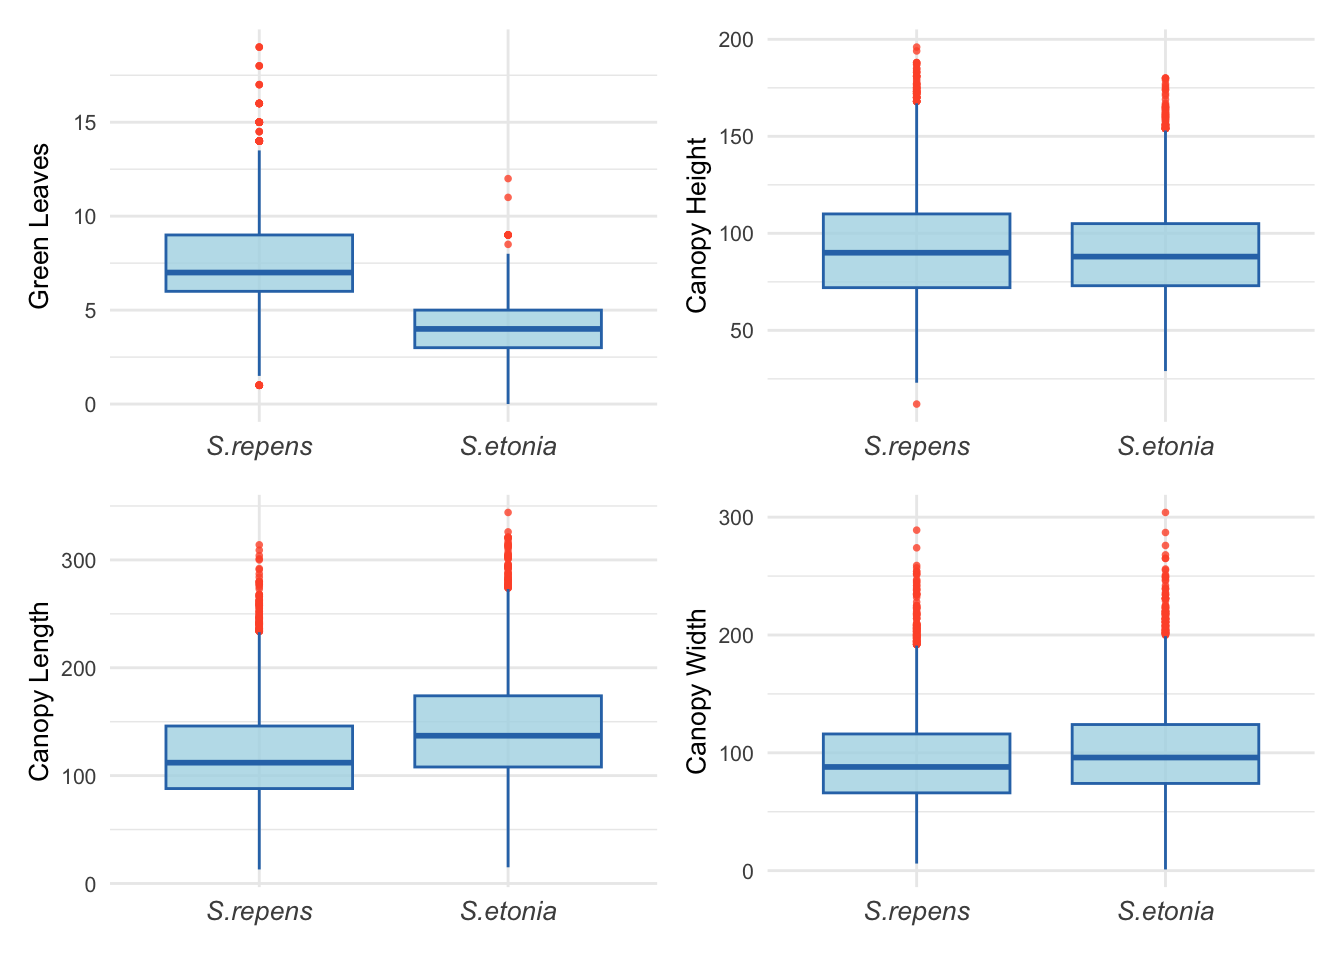 Green Leaves
15
10
5
0
S.repens
S.etonia
Canopy Height
200
150
100
50
S.repens
S.etonia
Canopy Length
300
200
100
0
S.repens
S.etonia
Canopy Width
300
200
100
0
S.repens
S.etonia